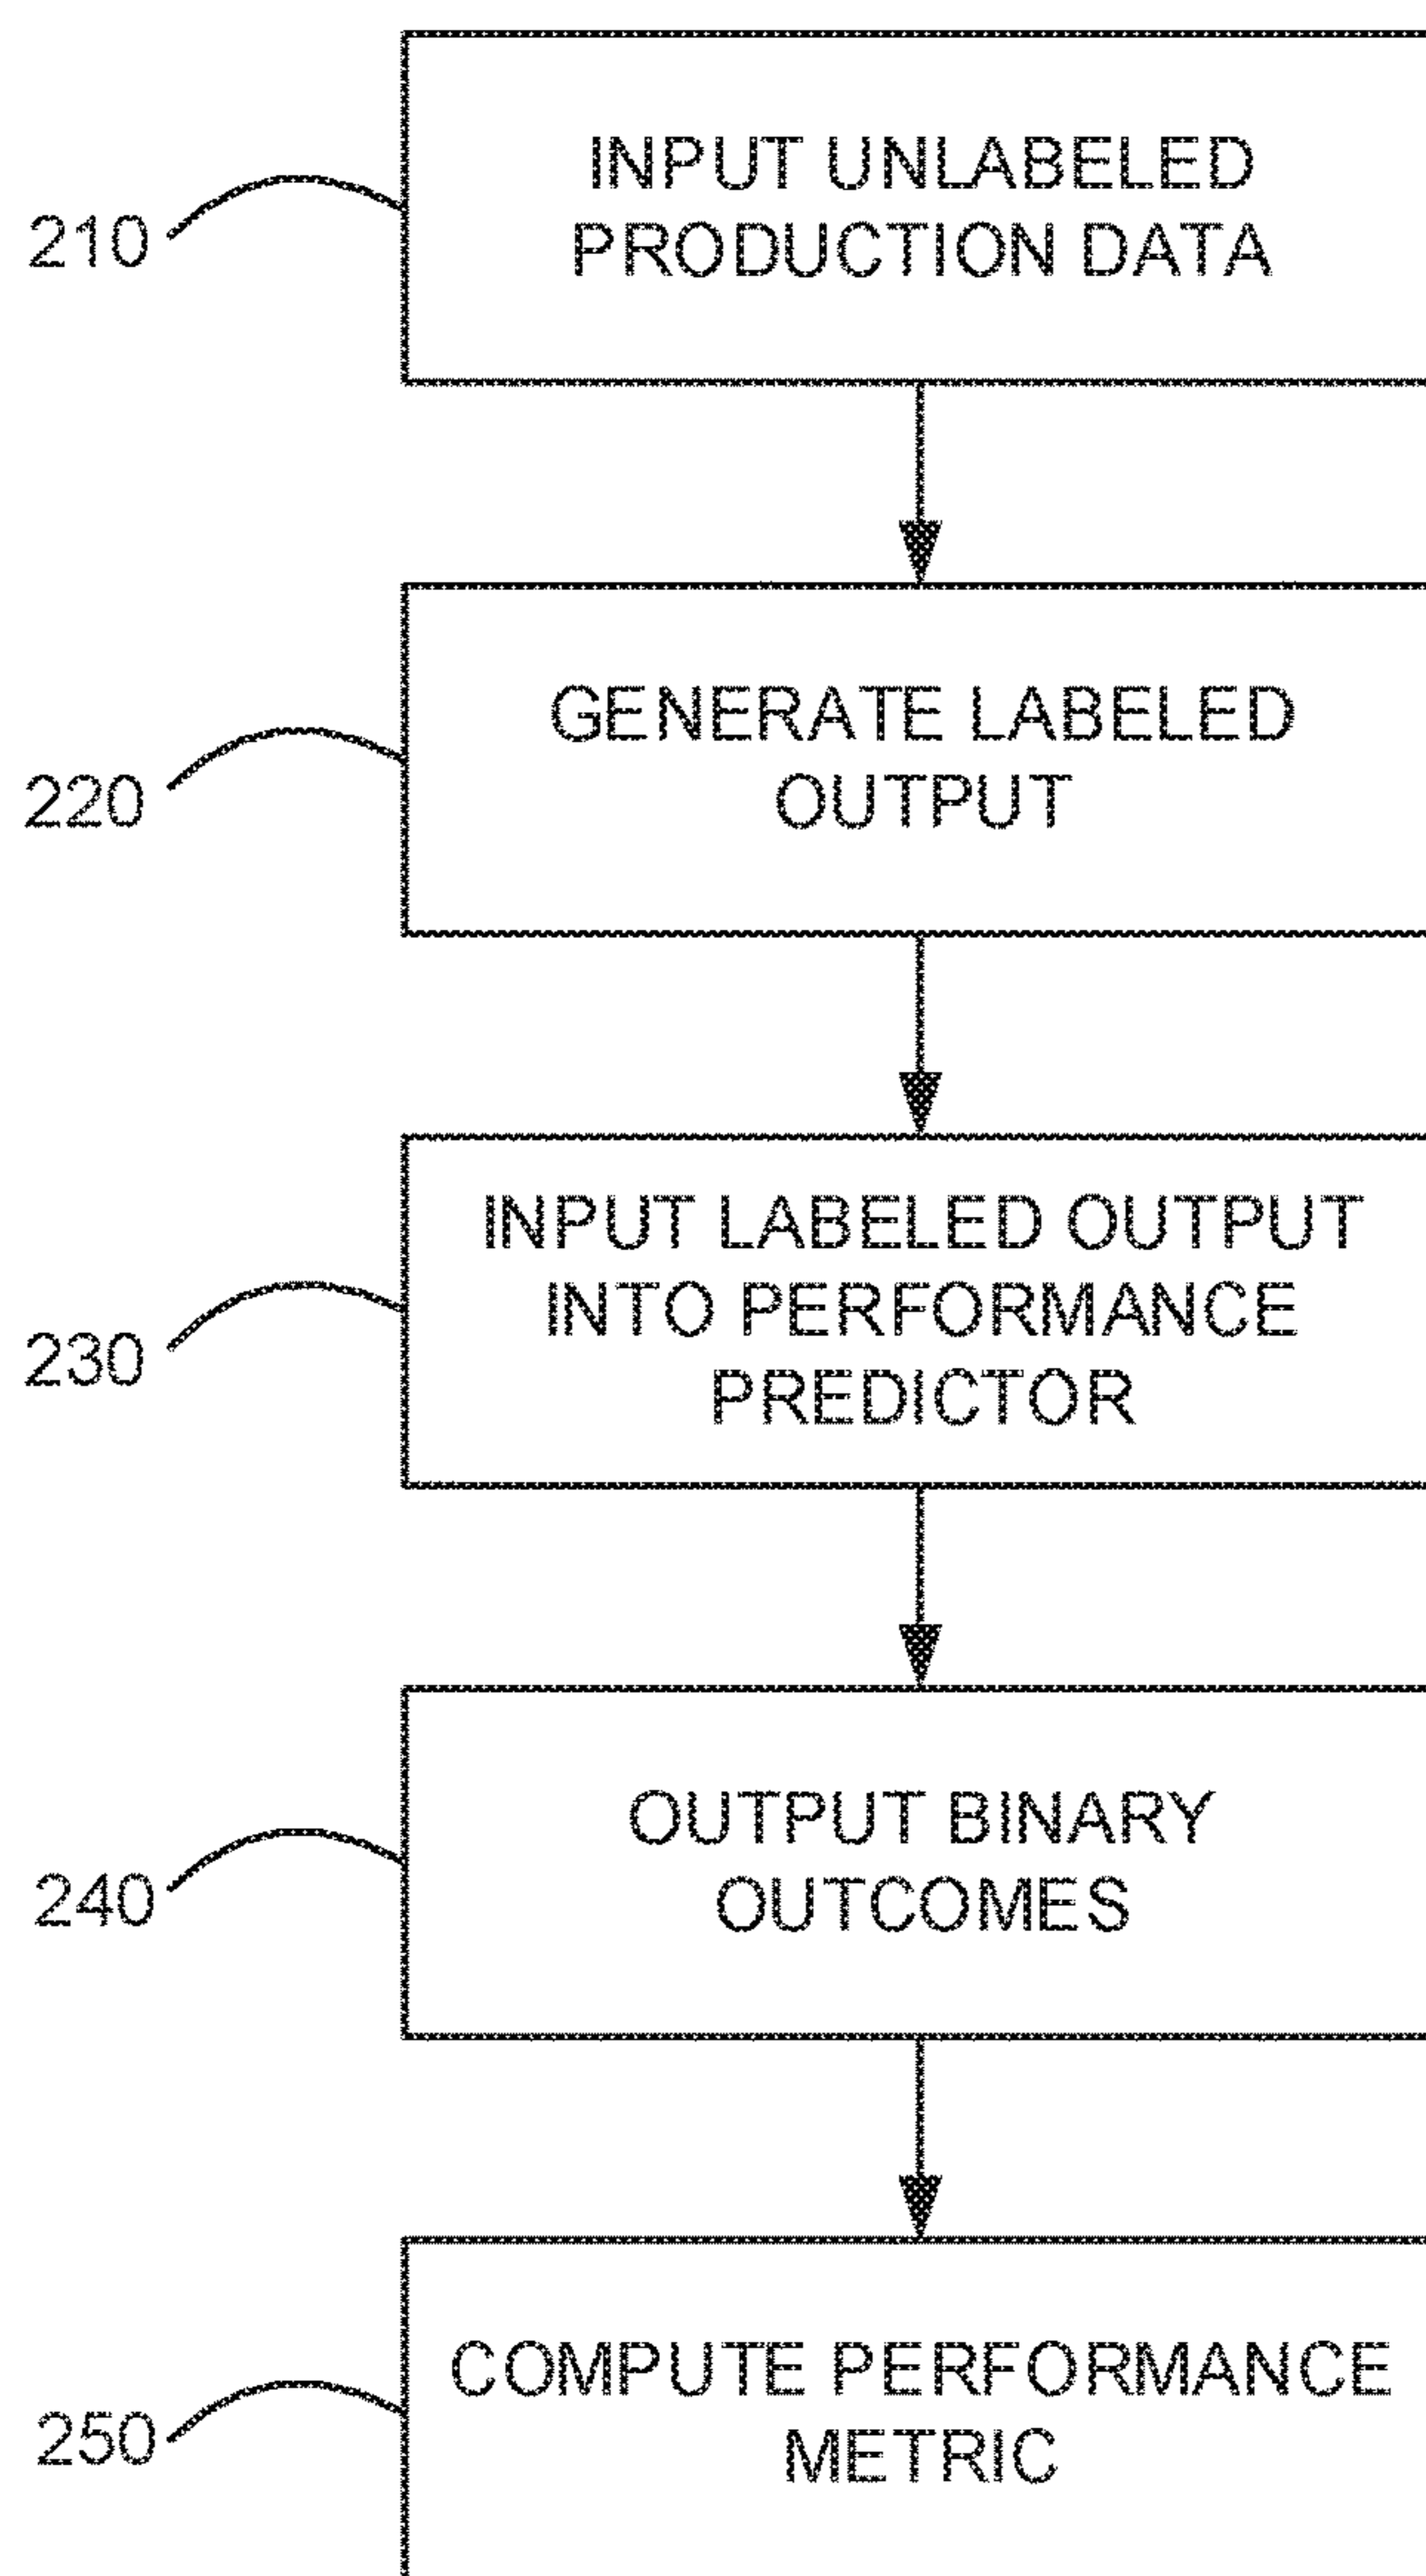 INPUT UNLABELED
PRODUCTION DATA
210
GENERATE LABELED
OUTPUT
220
INPUT LABELED OUTPUT
INTO PERFORMANCE
PREDICTOR
230
OUTPUT BINARY
OUTCOMES
240
COMPUTE PERFORMANCE
METRIC
250